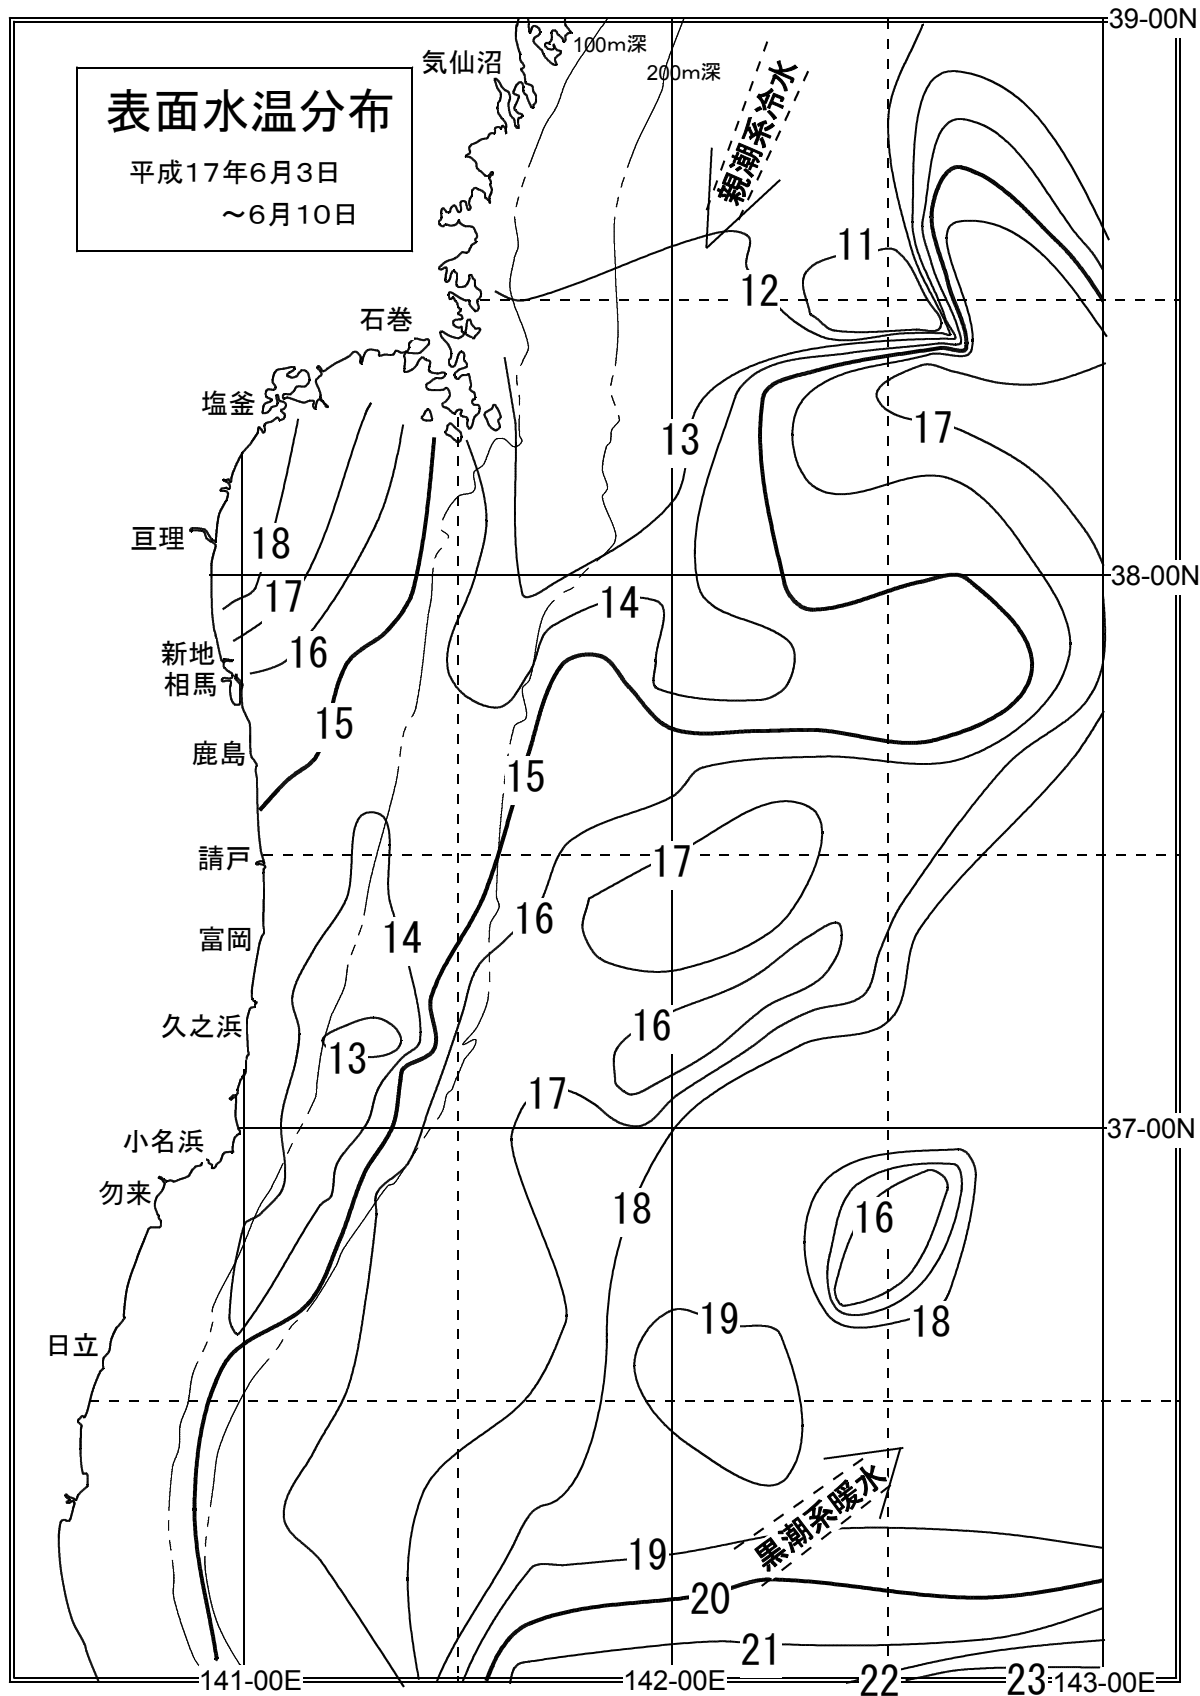 39-00N
100m深
気仙沼
200m深
表面水温分布
平成17年6月3日
～6月10日
親潮系冷水
11
12
石巻
塩釜
17
13
亘理
18
38-00N
17
14
新地
16
相馬
15
鹿島
15
請戸
17
16
14
富岡
久之浜
16
13
17
小名浜
37-00N
勿来
18
16
19
18
日立
黒潮系暖水
19
20
21
141-00E
142-00E
22
23
143-00E